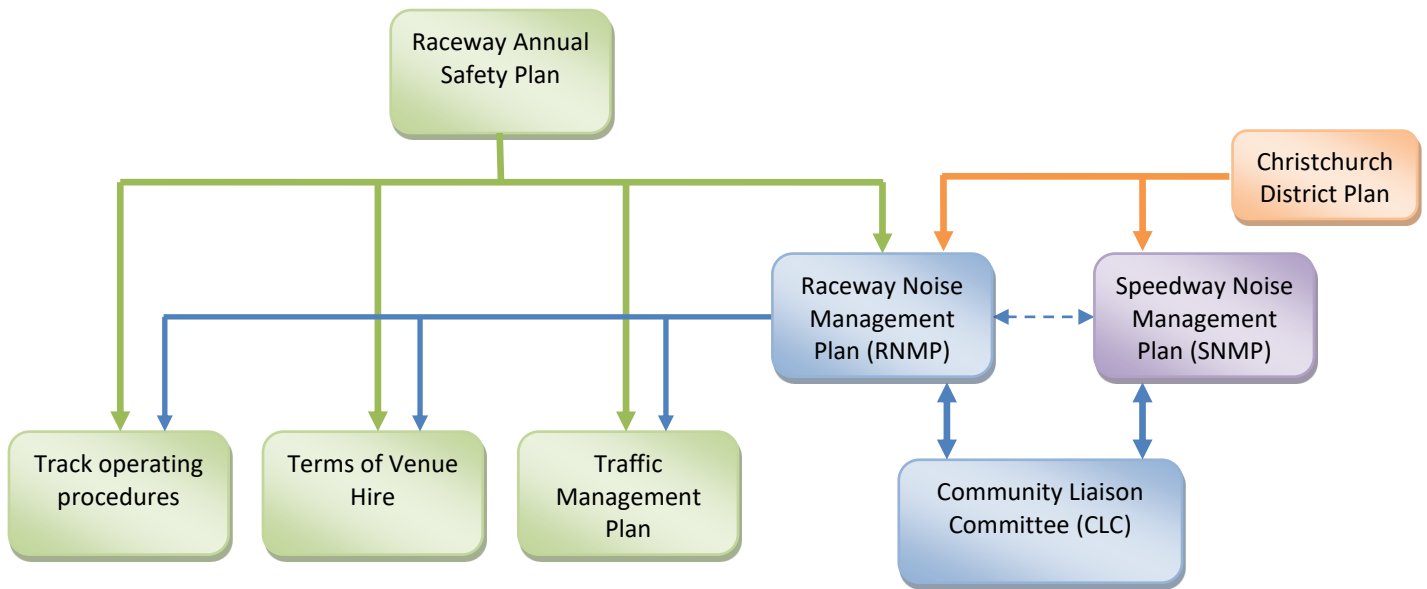 Raceway Annual
Safety Plan
Christchurch
District Plan
Raceway Noise
Management
Plan (RNMP)
Speedway Noise
Management
Plan (SNMP)
Track operating
procedures
Terms of Venue
Hire
Traffic
Management
Plan
Community Liaison
Committee (CLC)